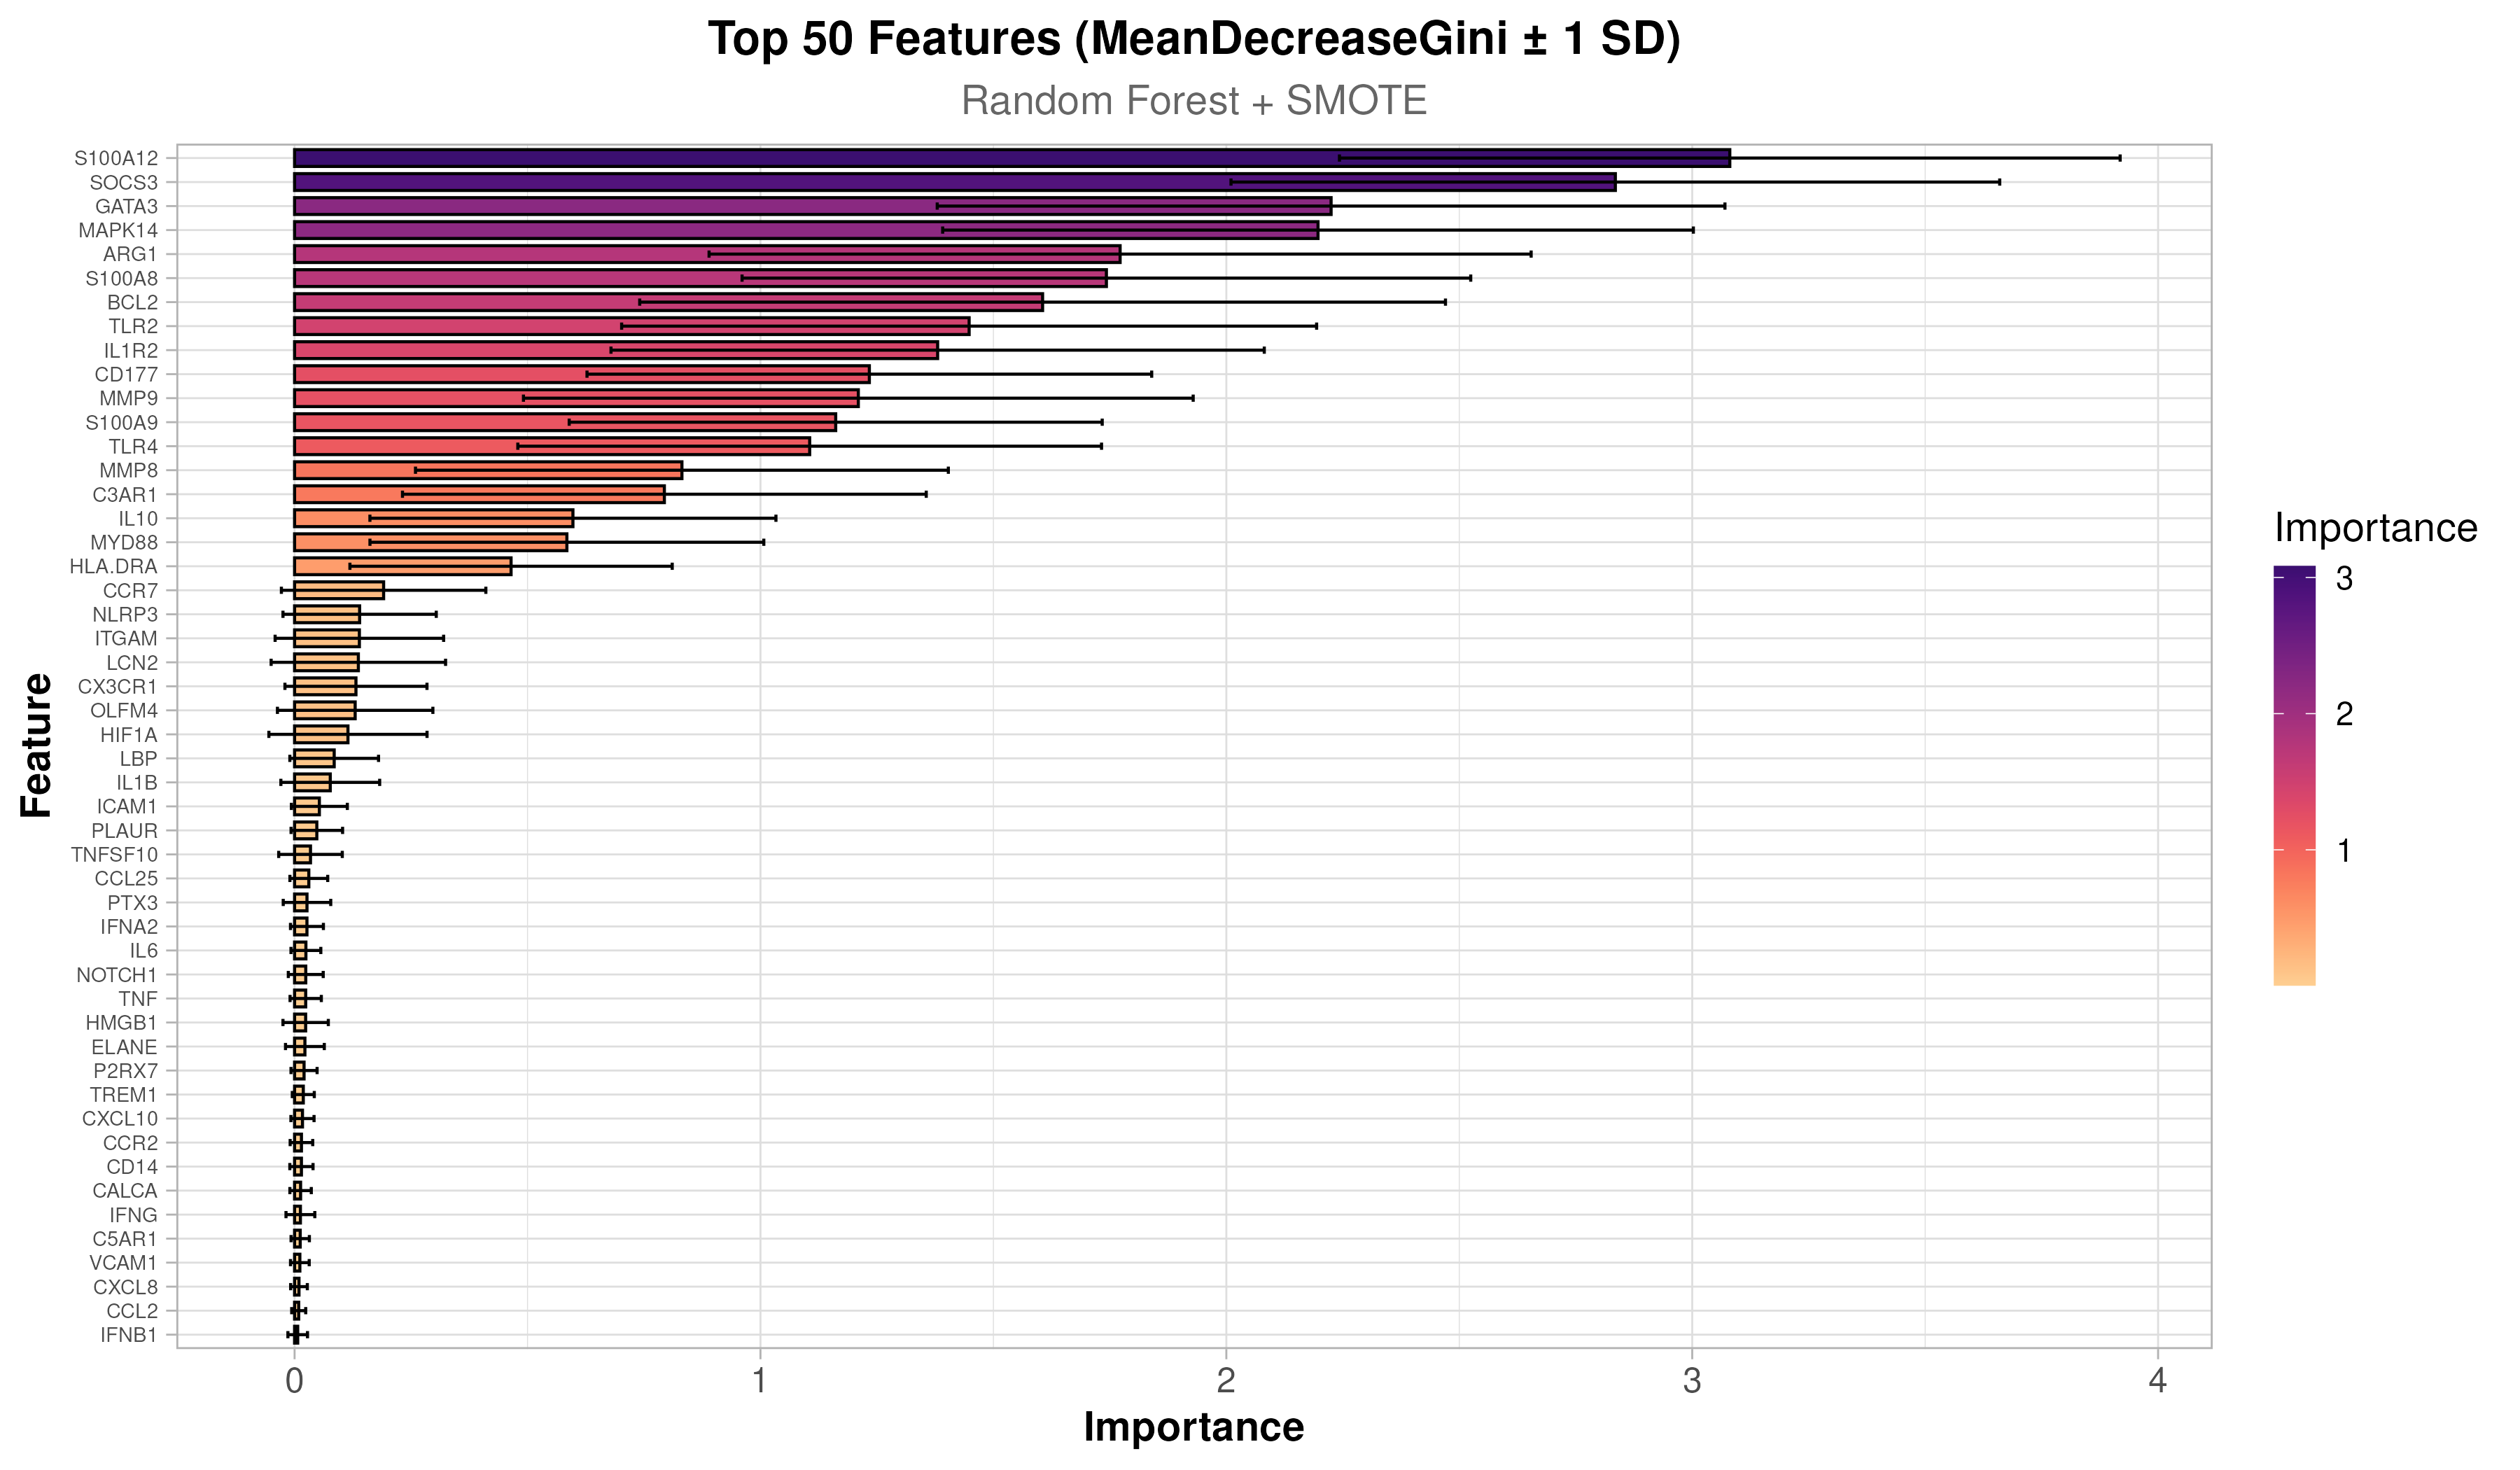 Top 50 Features (MeanDecreaseGini ± 1 SD)
Random Forest + SMOTE
Feature
S100A12
SOCS3
GATA3
MAPK14
ARG1
S100A8
BCL2
TLR2
IL1R2
CD177
MMP9
S100A9
TLR4
MMP8
C3AR1
IL10
MYD88
HLA.DRA
CCR7
NLRP3
ITGAM
LCN2
CX3CR1
OLFM4
HIF1A
LBP
IL1B
ICAM1
PLAUR
TNFSF10
CCL25
PTX3
IFNA2
IL6
NOTCH1
TNF
HMGB1
ELANE
P2RX7
TREM1
CXCL10
CCR2
CD14
CALCA
IFNG
C5AR1
VCAM1
CXCL8
CCL2
IFNB1
0 1 2 3 4
Importance
Importance
3
2
1